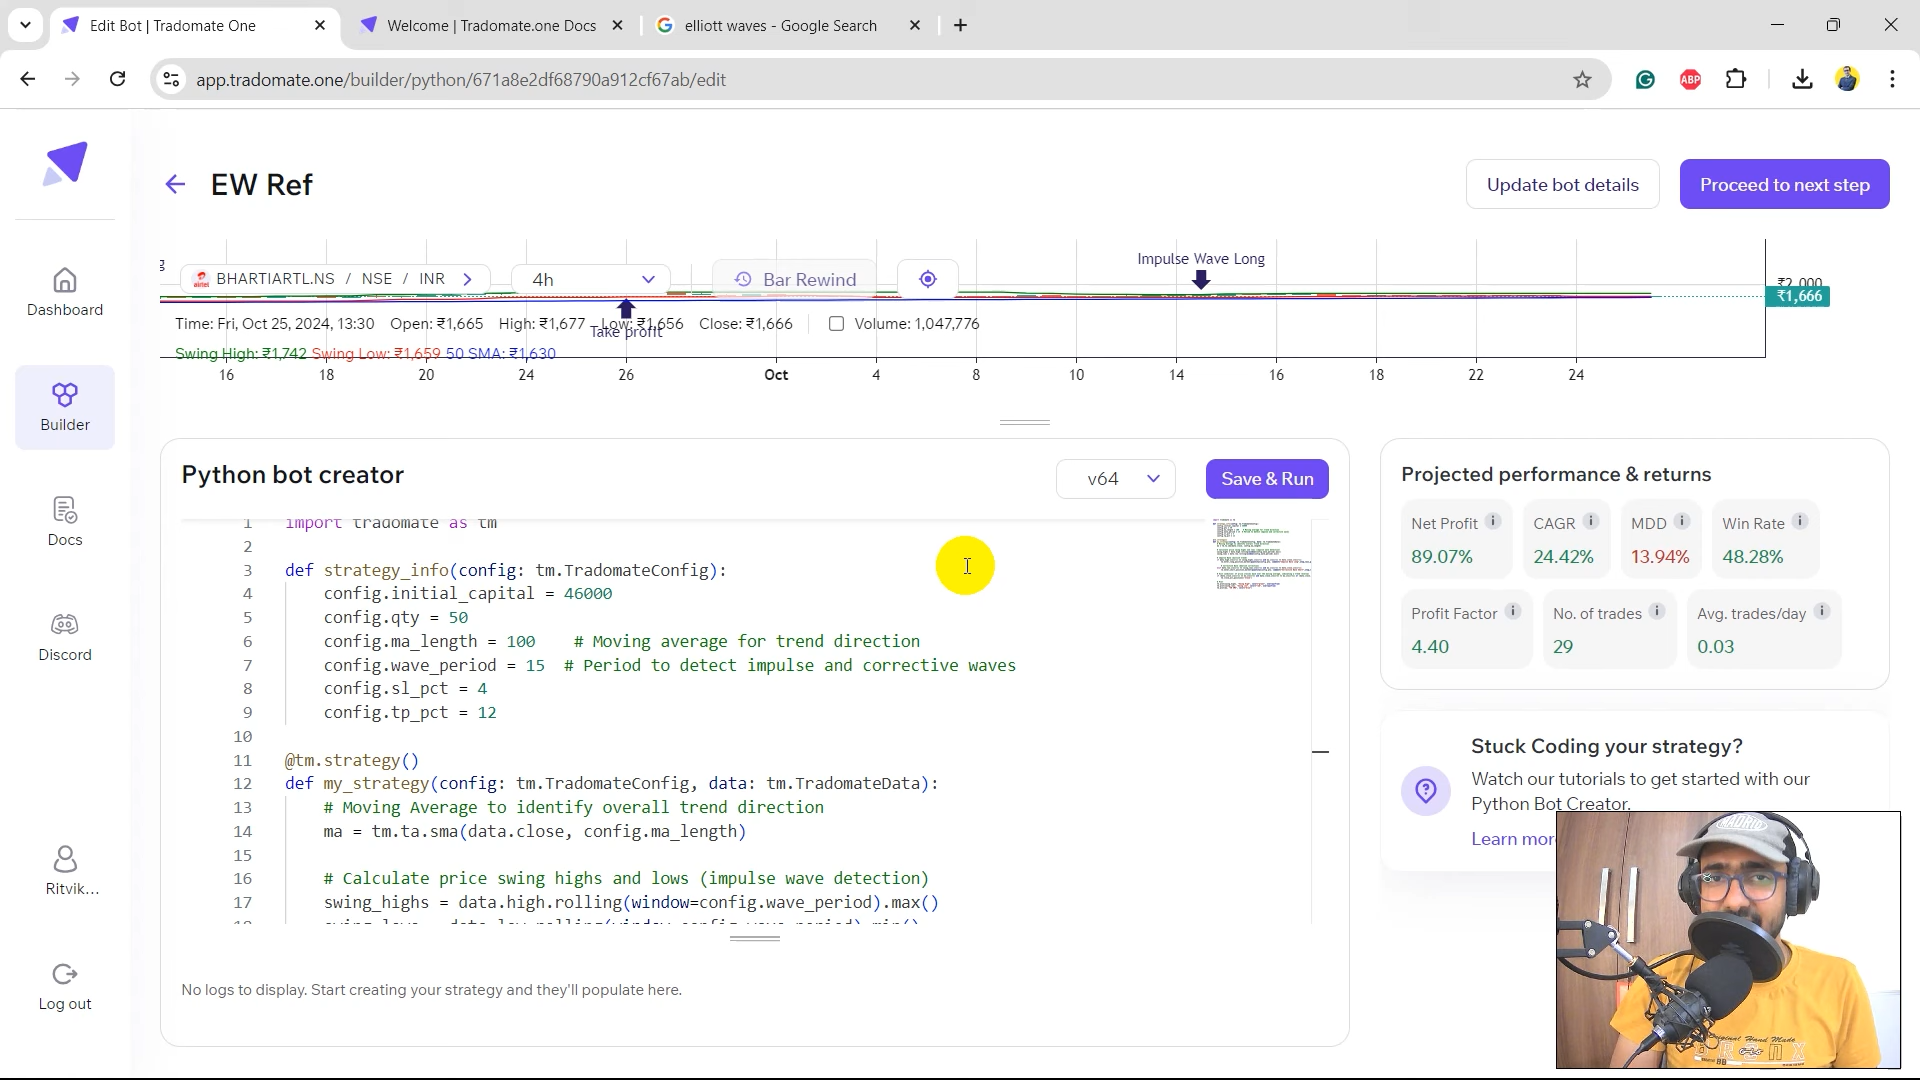 Edit Bot | Tradomate One
Welcome | Tradomate.one Docs
elliott waves - Google Search
app.tradomate.one/builder/python/671a8e2df68790a912cf67ab/edit
ABP
EW Ref
Update bot details
Proceed to next step
Dashboard
Builder
Docs
Discord
Ritvik...
Log out
airtel
BHARTIARTL.NS / NSE / INR
4h
Bar Rewind
Impulse Wave Long
₹2,000
₹1,666
Time: Fri, Oct 25, 2024, 13:30 Open: ₹1,665 High: ₹1,677 Low: ₹1,656 Close: ₹1,666 Volume: 1,047,776
Take profit
Swing High: ₹1,742 Swing Low: ₹1,659 50 SMA: ₹1,630
16 18 20 24 26 Oct 4 8 10 14 16 18 22 24
Python bot creator
v64
Save & Run
1 import tradomate as tm
2
3 def strategy_info(config: tm.TradomateConfig):
4 config.initial_capital = 46000
5 config.qty = 50
6 config.ma_length = 100 # Moving average for trend direction
7 config.wave_period = 15 # Period to detect impulse and corrective waves
8 config.sl_pct = 4
9 config.tp_pct = 12
10
11 @tm.strategy()
12 def my_strategy(config: tm.TradomateConfig, data: tm.TradomateData):
13 # Moving Average to identify overall trend direction
14 ma = tm.ta.sma(data.close, config.ma_length)
15
16 # Calculate price swing highs and lows (impulse wave detection)
17 swing_highs = data.high.rolling(window=config.wave_period).max()
No logs to display. Start creating your strategy and they'll populate here.
Projected performance & returns
Net Profit
89.07%
CAGR
24.42%
MDD
13.94%
Win Rate
48.28%
Profit Factor
4.40
No. of trades
29
Avg. trades/day
0.03
Stuck Coding your strategy?
Watch our tutorials to get started with our
Python Bot Creator.
Learn more
MADRID
Original Hand Made